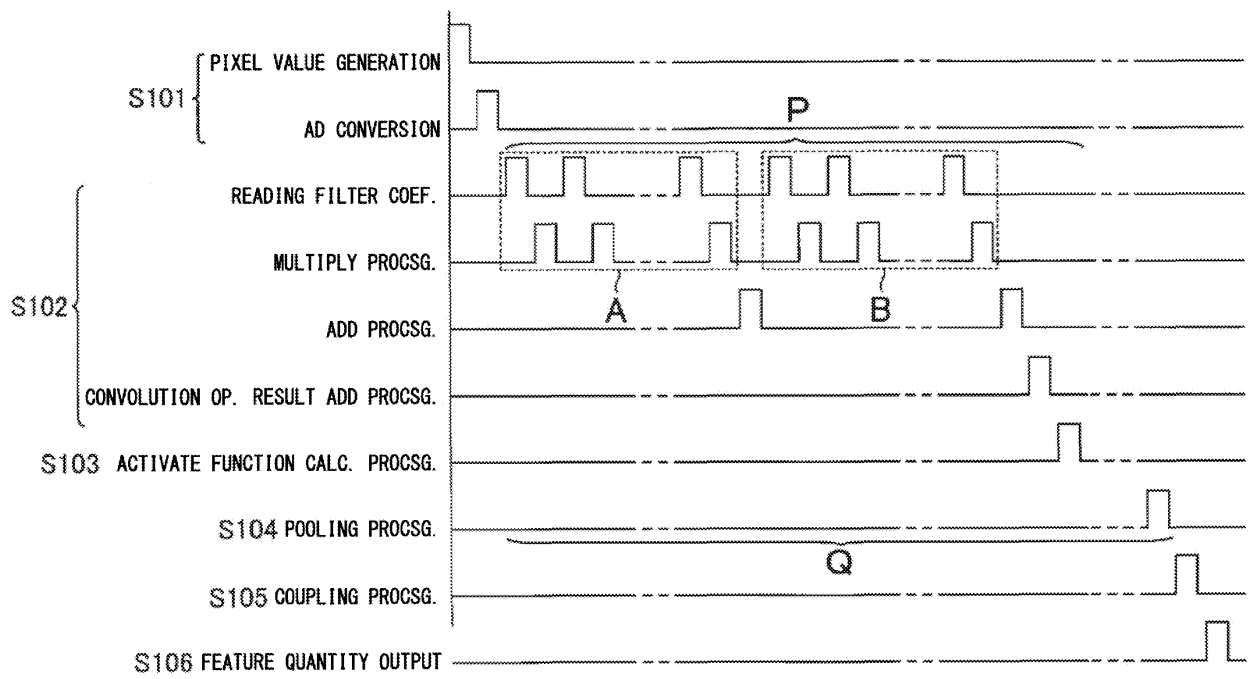 PIXEL VALUE GENERATION
S101
AD CONVERSION
P
READING FILTER COEF.
MULTIPLY PROCSG.
S102
A
B
ADD PROCSG.
CONVOLUTION OP. RESULT ADD PROCSG.
S103 ACTIVATE FUNCTION CALC. PROCSG.
S104 POOLING PROCSG.
Q
S105 COUPLING PROCSG.
S106 FEATURE QUANTITY OUTPUT